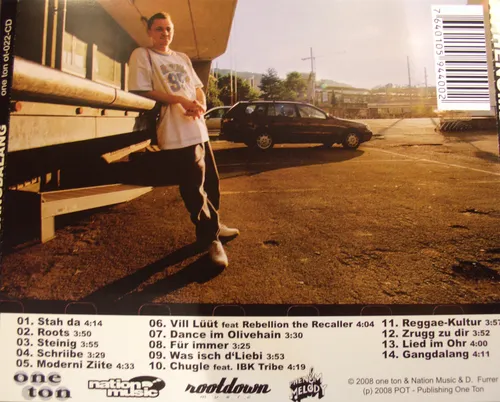 one ton ot-022-CD
7640105944002
01. Stah da 4:14
02. Roots 3:50
03. Steinig 3:55
04. Schriibe 3:29
05. Moderni Ziite 4:33
06. Vill Lüüt feat Rebellion the Recaller 4:04
07. Dance im Olivehain 3:30
08. Für immer 3:25
09. Was isch d'Liebi 3:53
10. Chugle feat. IBK Tribe 4:19
11. Reggae-Kultur 3:57
12. Zrugg zu dir 3:52
13. Lied im Ohr 4:00
14. Gangdalang 4:11
one ton
nation music
rootdown music
MELODY
© 2008 one ton & Nation Music & D. Furrer
(p) 2008 POT - Publishing One Ton